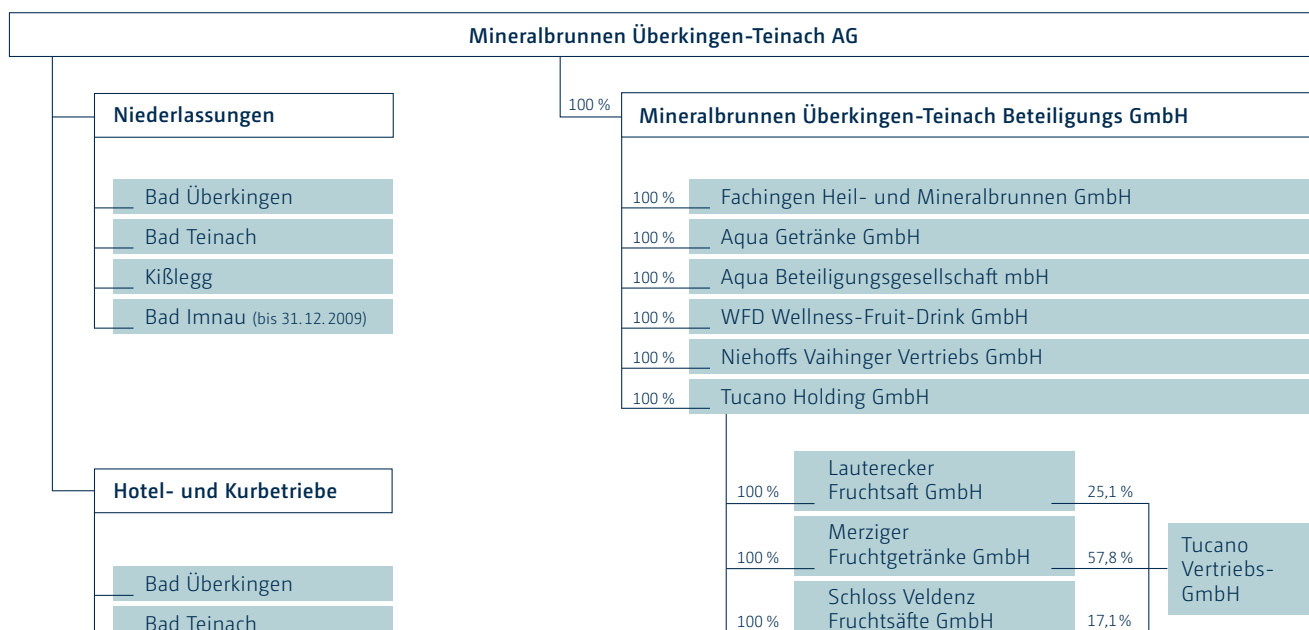 Mineralbrunnen Überkingen-Teinach AG
Niederlassungen
Bad Überkingen
Bad Teinach
Kißlegg
Bad Imnau (bis 31.12.2009)
Hotel- und Kurbetriebe
Bad Überkingen
Bad Teinach
100 %
Mineralbrunnen Überkingen-Teinach Beteiligungs GmbH
100 % Fachingen Heil- und Mineralbrunnen GmbH
100 % Aqua Getränke GmbH
100 % Aqua Beteiligungsgesellschaft mbH
100 % WFD Wellness-Fruit-Drink GmbH
100 % Niehoffs Vaihinger Vertriebs GmbH
100 % Tucano Holding GmbH
Lauterecker
100 % Fruchtsaft GmbH 25,1 %
Merziger
100 % Fruchtgetränke GmbH 57,8 %
Schloss Veldenz
100 % Fruchtsäfte GmbH 17,1 %
Tucano
Vertriebs-
GmbH